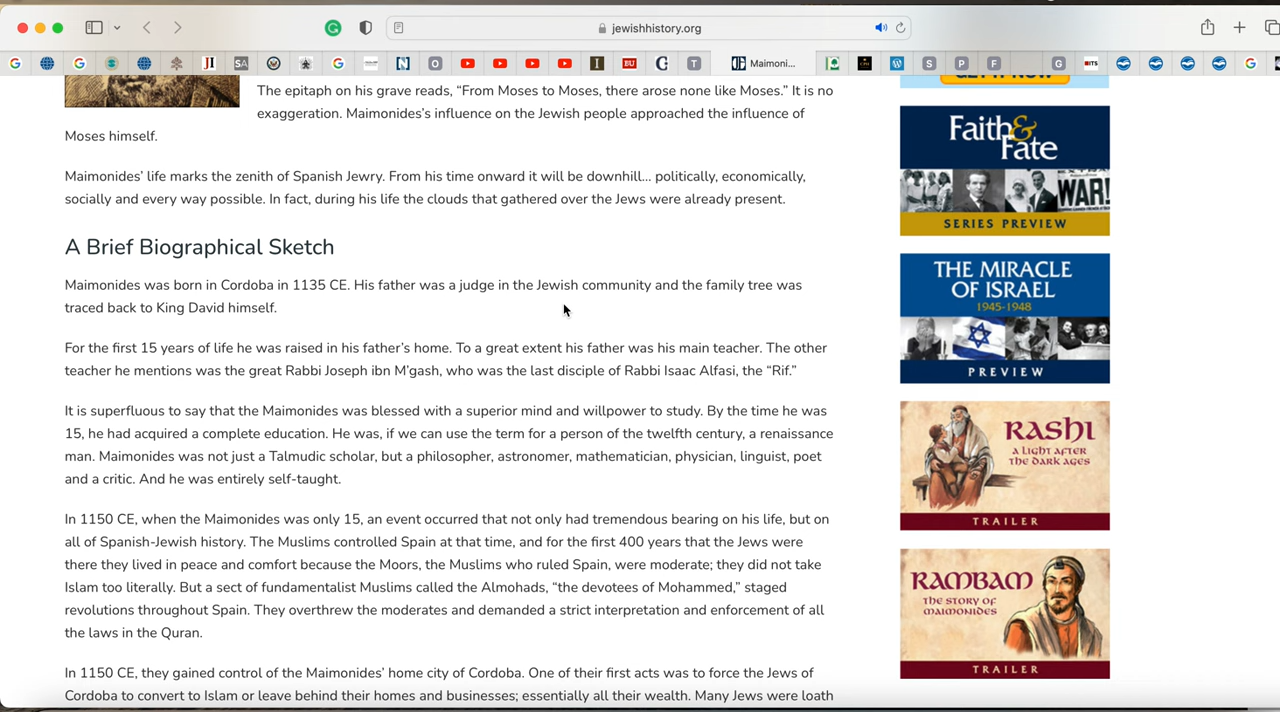 jewishhistory.org
Maimoni...
GET IT NOW
The epitaph on his grave reads, “From Moses to Moses, there arose none like Moses.” It is no
exaggeration. Maimonides’s influence on the Jewish people approached the influence of
Moses himself.
Maimonides’ life marks the zenith of Spanish Jewry. From his time onward it will be downhill… politically, economically,
socially and every way possible. In fact, during his life the clouds that gathered over the Jews were already present.
A Brief Biographical Sketch
Maimonides was born in Cordoba in 1135 CE. His father was a judge in the Jewish community and the family tree was
traced back to King David himself.
For the first 15 years of life he was raised in his father’s home. To a great extent his father was his main teacher. The other
teacher he mentions was the great Rabbi Joseph ibn M’gash, who was the last disciple of Rabbi Isaac Alfasi, the “Rif.”
It is superfluous to say that the Maimonides was blessed with a superior mind and willpower to study. By the time he was
15, he had acquired a complete education. He was, if we can use the term for a person of the twelfth century, a renaissance
man. Maimonides was not just a Talmudic scholar, but a philosopher, astronomer, mathematician, physician, linguist, poet
and a critic. And he was entirely self-taught.
In 1150 CE, when the Maimonides was only 15, an event occurred that not only had tremendous bearing on his life, but on
all of Spanish-Jewish history. The Muslims controlled Spain at that time, and for the first 400 years that the Jews were
there they lived in peace and comfort because the Moors, the Muslims who ruled Spain, were moderate; they did not take
Islam too literally. But a sect of fundamentalist Muslims called the Almohads, “the devotees of Mohammed,” staged
revolutions throughout Spain. They overthrew the moderates and demanded a strict interpretation and enforcement of all
the laws in the Quran.
In 1150 CE, they gained control of the Maimonides’ home city of Cordoba. One of their first acts was to force the Jews of
Cordoba to convert to Islam or leave behind their homes and businesses; essentially all their wealth. Many Jews were loath
Faith &
Fate
WAR!
SERIES PREVIEW
THE MIRACLE
OF ISRAEL
1945-1948
PREVIEW
RASHI
A LIGHT AFTER
THE DARK AGES
TRAILER
RAMBAM
THE STORY OF
MAIMONIDES
TRAILER